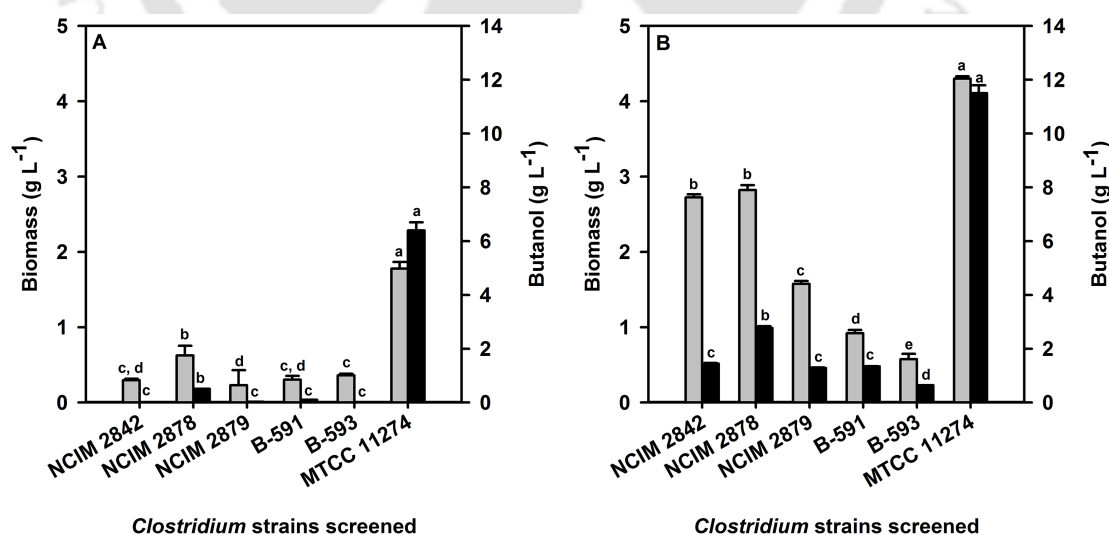 A
5
4
3
2
1
0
Biomass (g L-1)
14
12
10
8
6
4
2
0
Butanol (g L-1)
c, d
c
b
b
d
c
c, d
c
c
c
a
a
NCIM 2842
NCIM 2878
NCIM 2879
B-591
B-593
MTCC 11274
Clostridium strains screened
B
5
4
3
2
1
0
Biomass (g L-1)
14
12
10
8
6
4
2
0
Butanol (g L-1)
b
c
b
b
c
c
d
c
e
d
a
a
NCIM 2842
NCIM 2878
NCIM 2879
B-591
B-593
MTCC 11274
Clostridium strains screened